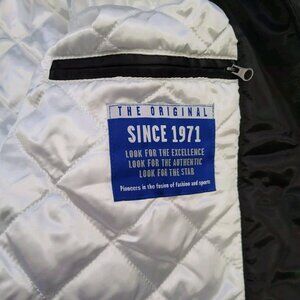 THE ORIGINAL
SINCE 1971
LOOK FOR THE EXCELLENCE
LOOK FOR THE AUTHENTIC
LOOK FOR THE STAR
Pioneers in the fusion of fashion and sports